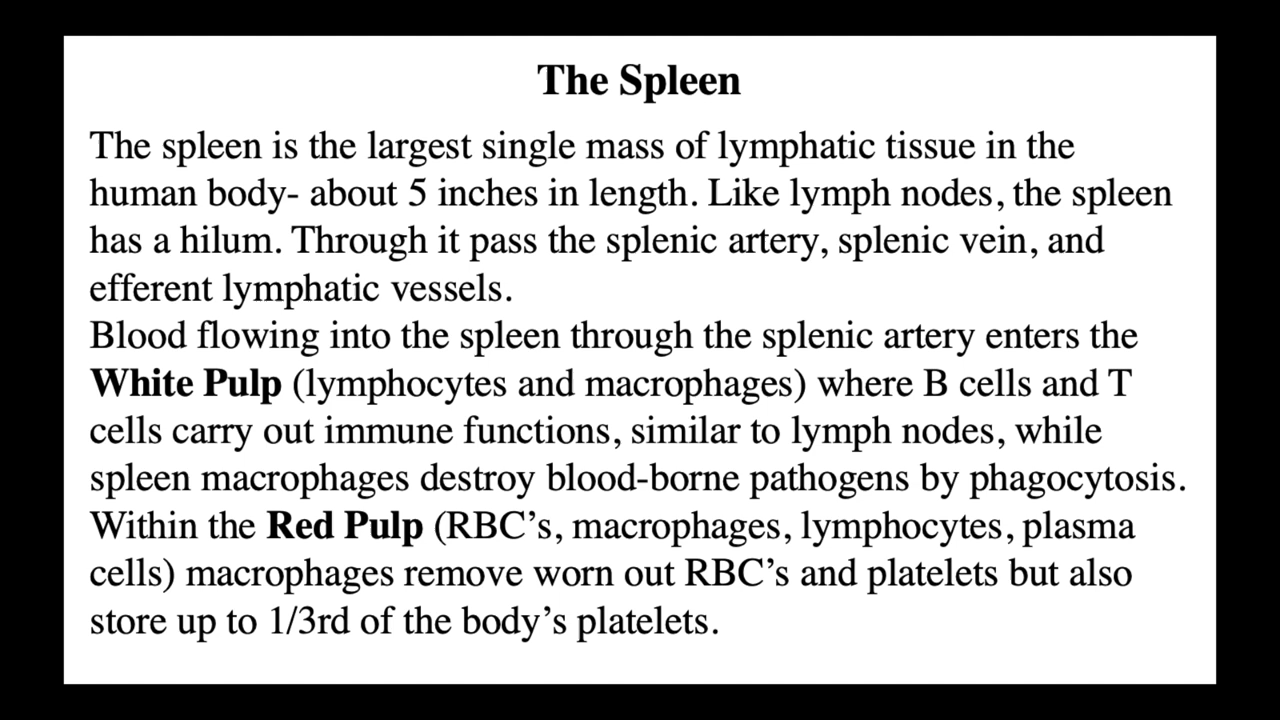 The Spleen
The spleen is the largest single mass of lymphatic tissue in the
human body- about 5 inches in length. Like lymph nodes, the spleen
has a hilum. Through it pass the splenic artery, splenic vein, and
efferent lymphatic vessels.
Blood flowing into the spleen through the splenic artery enters the
White Pulp (lymphocytes and macrophages) where B cells and T
cells carry out immune functions, similar to lymph nodes, while
spleen macrophages destroy blood-borne pathogens by phagocytosis.
Within the Red Pulp (RBC’s, macrophages, lymphocytes, plasma
cells) macrophages remove worn out RBC’s and platelets but also
store up to 1/3rd of the body’s platelets.